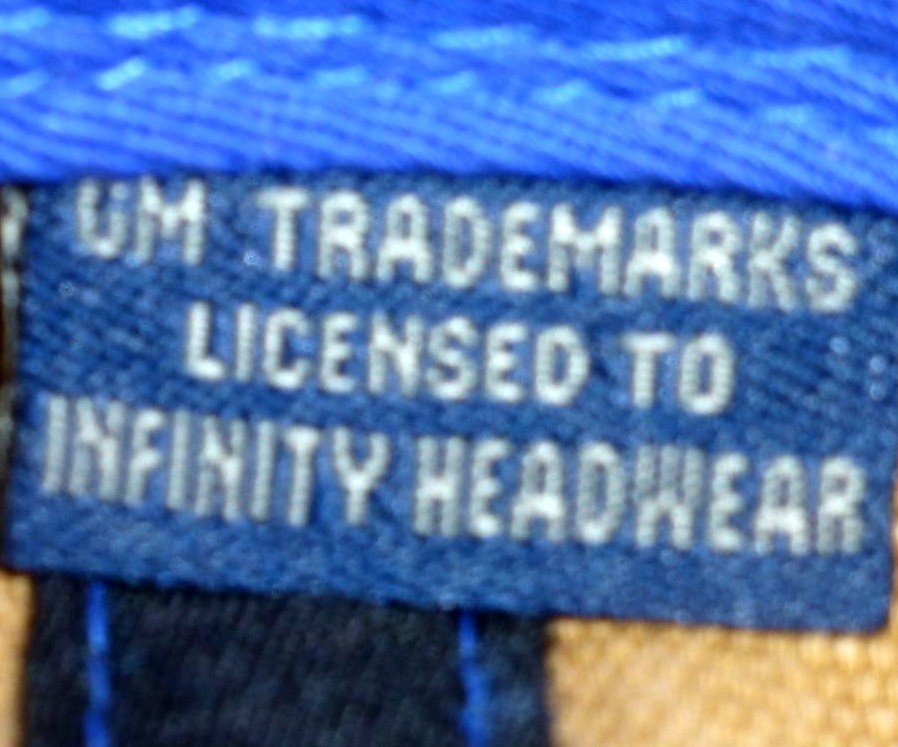 UM TRADEMARKS
LICENSED TO
INFINITY HEADWEAR